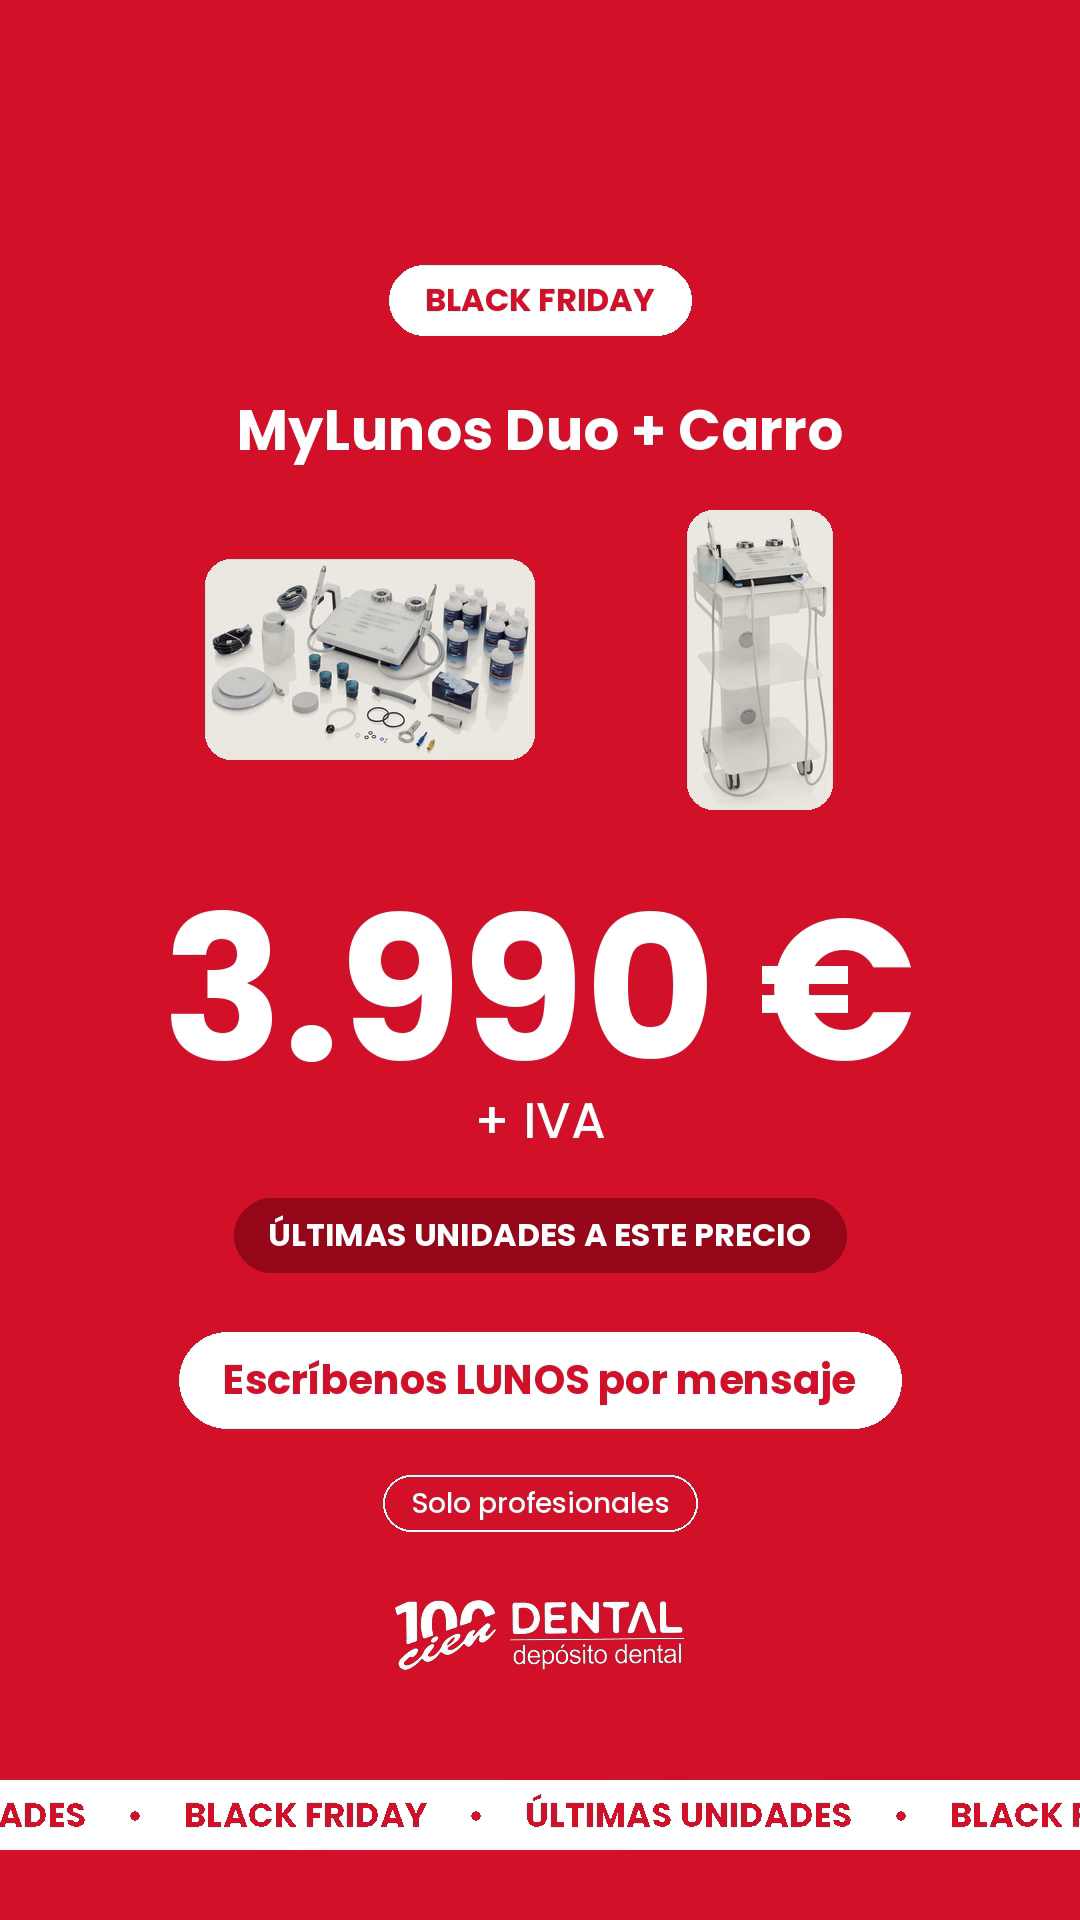 BLACK FRIDAY
MyLunos Duo + Carro
3.990 €
+ IVA
ÚLTIMAS UNIDADES A ESTE PRECIO
Escríbenos LUNOS por mensaje
Solo profesionales
100 DENTAL
cien depósito dental
ADES • BLACK FRIDAY • ÚLTIMAS UNIDADES • BLACK F